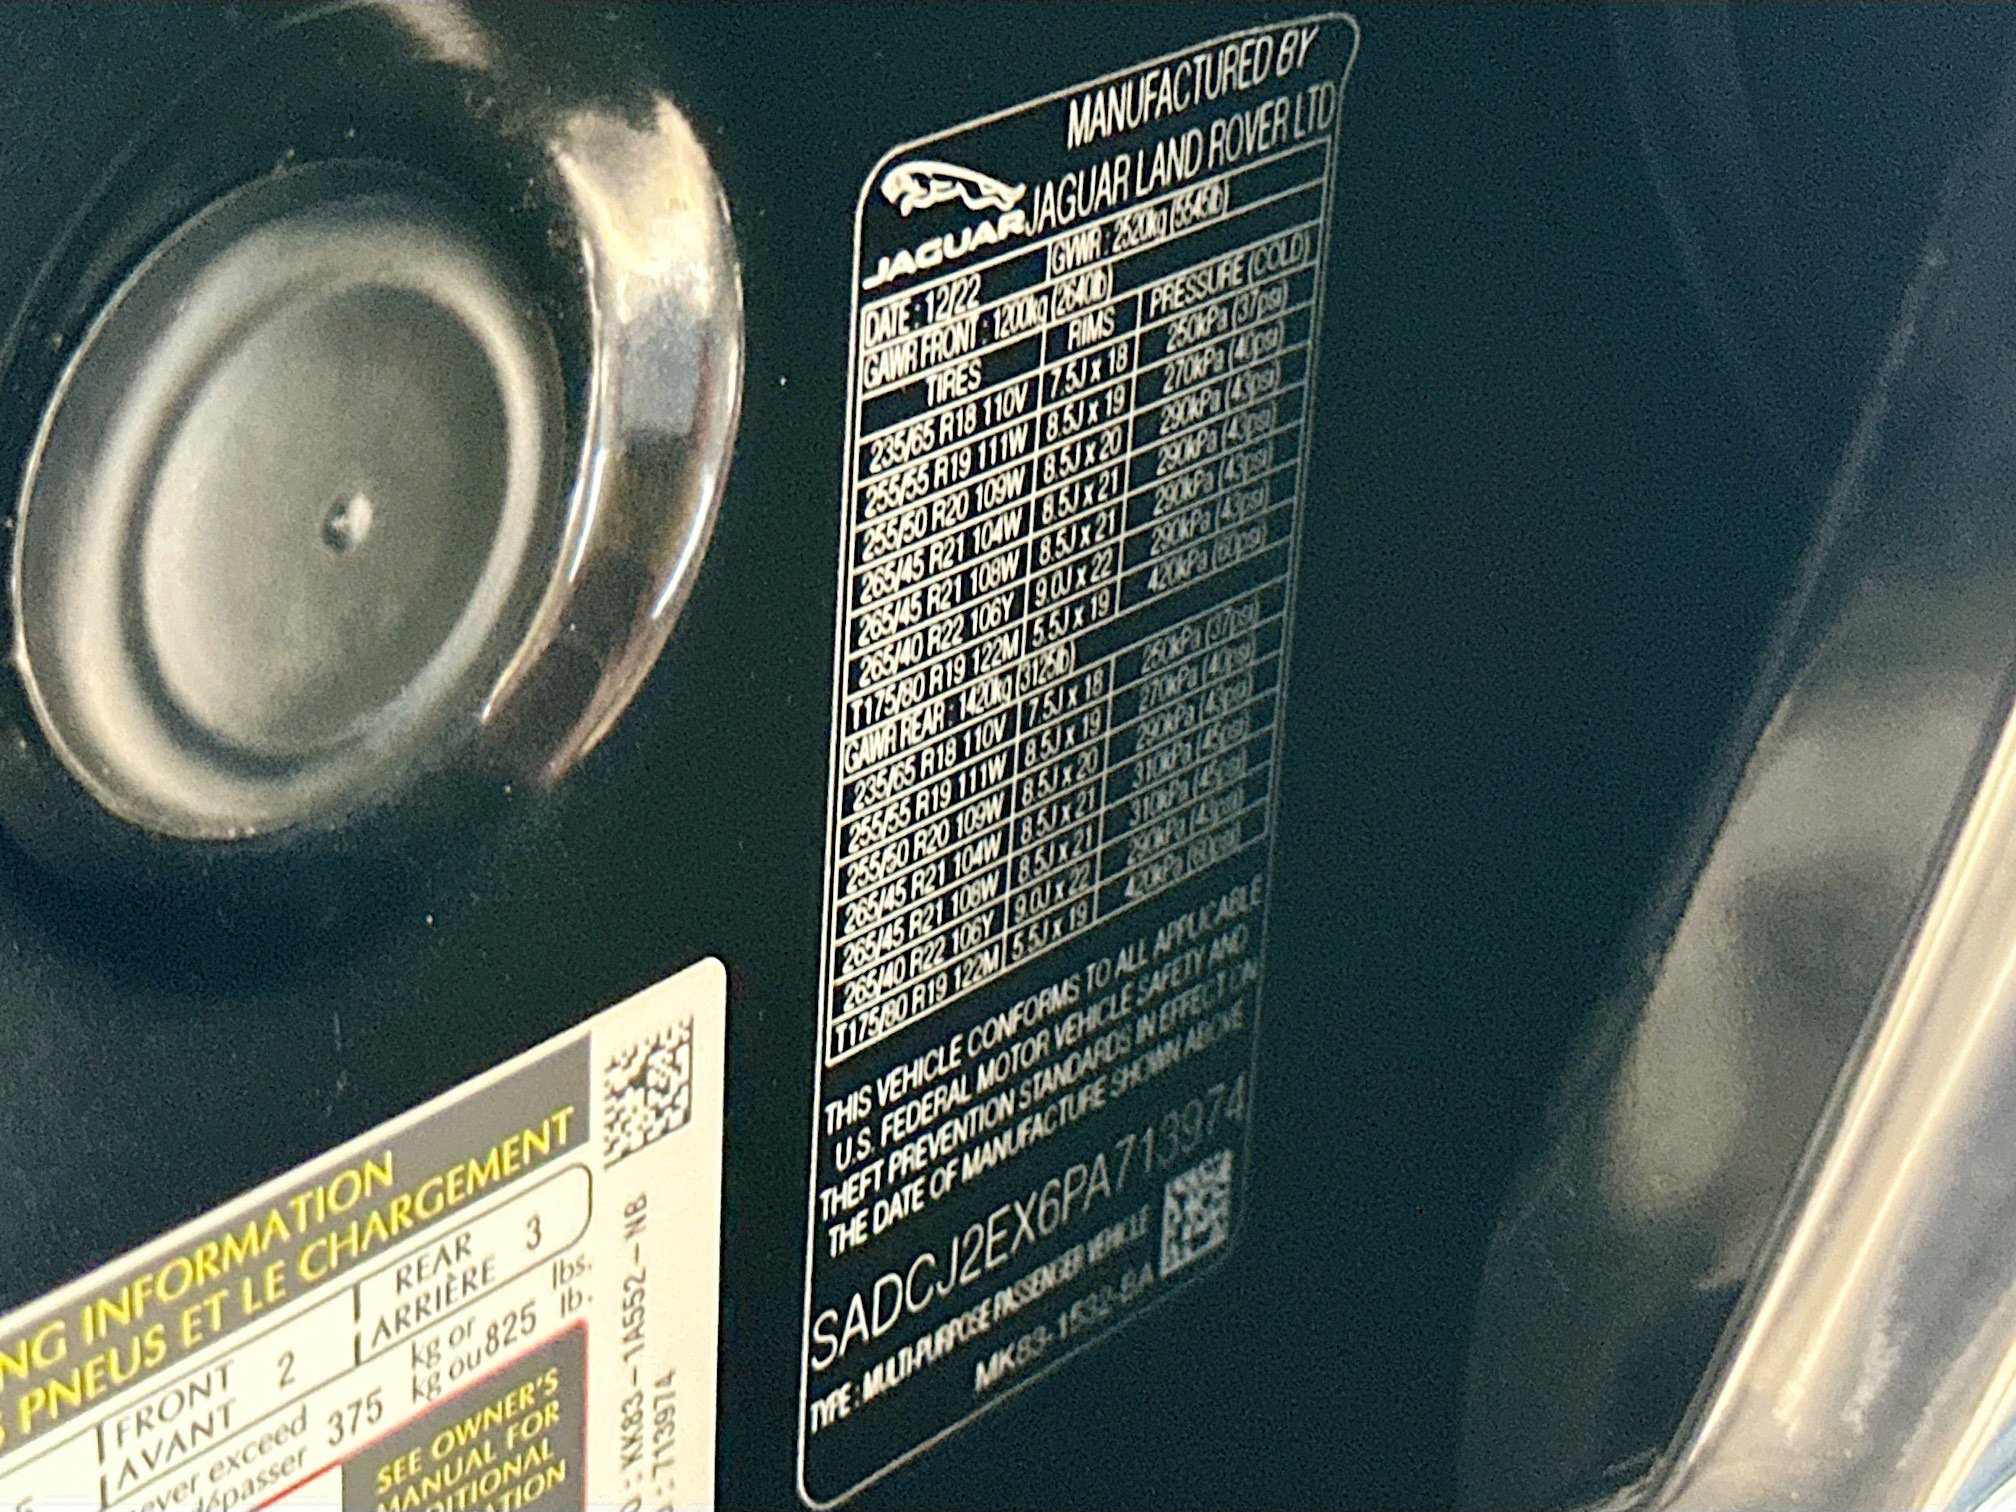 MANUFACTURED BY
JAGUAR LAND ROVER LTD
JAGUAR
DATE : 12/22 GVWR : 2520kg (5545lb)
GAWR FRONT : 1200kg (2640lb)
TIRES RIMS PRESSURE (COLD)
235/65 R18 110V 7.5J x 18 250kPa (37psi)
255/55 R19 111W 8.5J x 19 270kPa (40psi)
255/50 R20 109W 8.5J x 20 290kPa (43psi)
265/45 R21 104W 8.5J x 21 290kPa (43psi)
265/45 R21 108W 8.5J x 21 290kPa (43psi)
265/40 R22 106Y 9.0J x 22 290kPa (43psi)
T175/80 R19 122M 5.5J x 19 420kPa (60psi)
GAWR REAR : 1420kg (3125lb)
235/65 R18 110V 7.5J x 18 250kPa (37psi)
255/55 R19 111W 8.5J x 19 270kPa (40psi)
255/50 R20 109W 8.5J x 20 290kPa (43psi)
265/45 R21 104W 8.5J x 21 310kPa (45psi)
265/45 R21 108W 8.5J x 21 310kPa (45psi)
265/40 R22 106Y 9.0J x 22 290kPa (43psi)
T175/80 R19 122M 5.5J x 19 420kPa (60psi)
THIS VEHICLE CONFORMS TO ALL APPLICABLE
U.S. FEDERAL MOTOR VEHICLE SAFETY AND
THEFT PREVENTION STANDARDS IN EFFECT ON
THE DATE OF MANUFACTURE SHOWN ABOVE
SADCJ2EX6PA713974
TYPE : MULTI-PURPOSE PASSENGER VEHICLE
MK83-1532-BA
NG INFORMATION
PNEUS ET LE CHARGEMENT
FRONT 2 REAR 3
AVANT ARRIÈRE
ever exceed 375 kg or 825 lbs.
dépasser kg ou lb.
SEE OWNER'S
MANUAL FOR
DITIONAL
ATION
: KK83-1A552-NB
: 713974